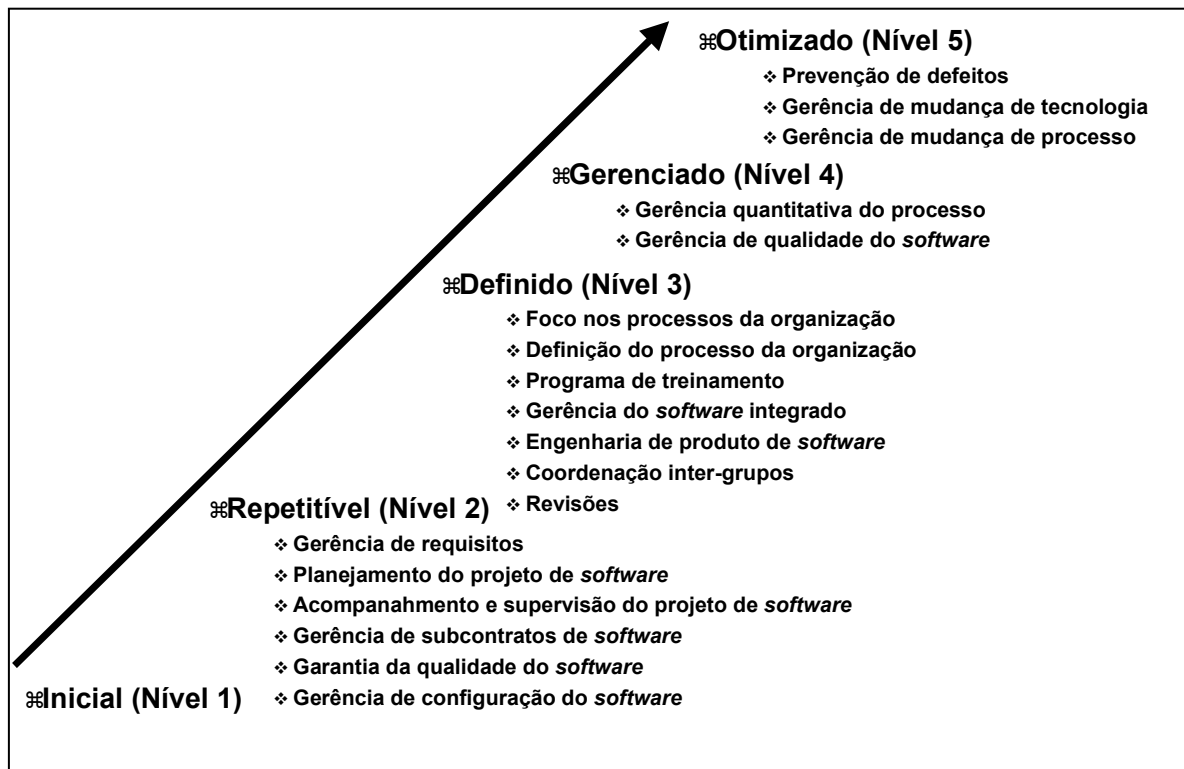 ⌘Otimizado (Nível 5)
❖ Prevenção de defeitos
❖ Gerência de mudança de tecnologia
❖ Gerência de mudança de processo
⌘Gerenciado (Nível 4)
❖ Gerência quantitativa do processo
❖ Gerência de qualidade do software
⌘Definido (Nível 3)
❖ Foco nos processos da organização
❖ Definição do processo da organização
❖ Programa de treinamento
❖ Gerência do software integrado
❖ Engenharia de produto de software
❖ Coordenação inter-grupos
❖ Revisões
⌘Repetitível (Nível 2)
❖ Gerência de requisitos
❖ Planejamento do projeto de software
❖ Acompanahmento e supervisão do projeto de software
❖ Gerência de subcontratos de software
❖ Garantia da qualidade do software
❖ Gerência de configuração do software
⌘Inicial (Nível 1)